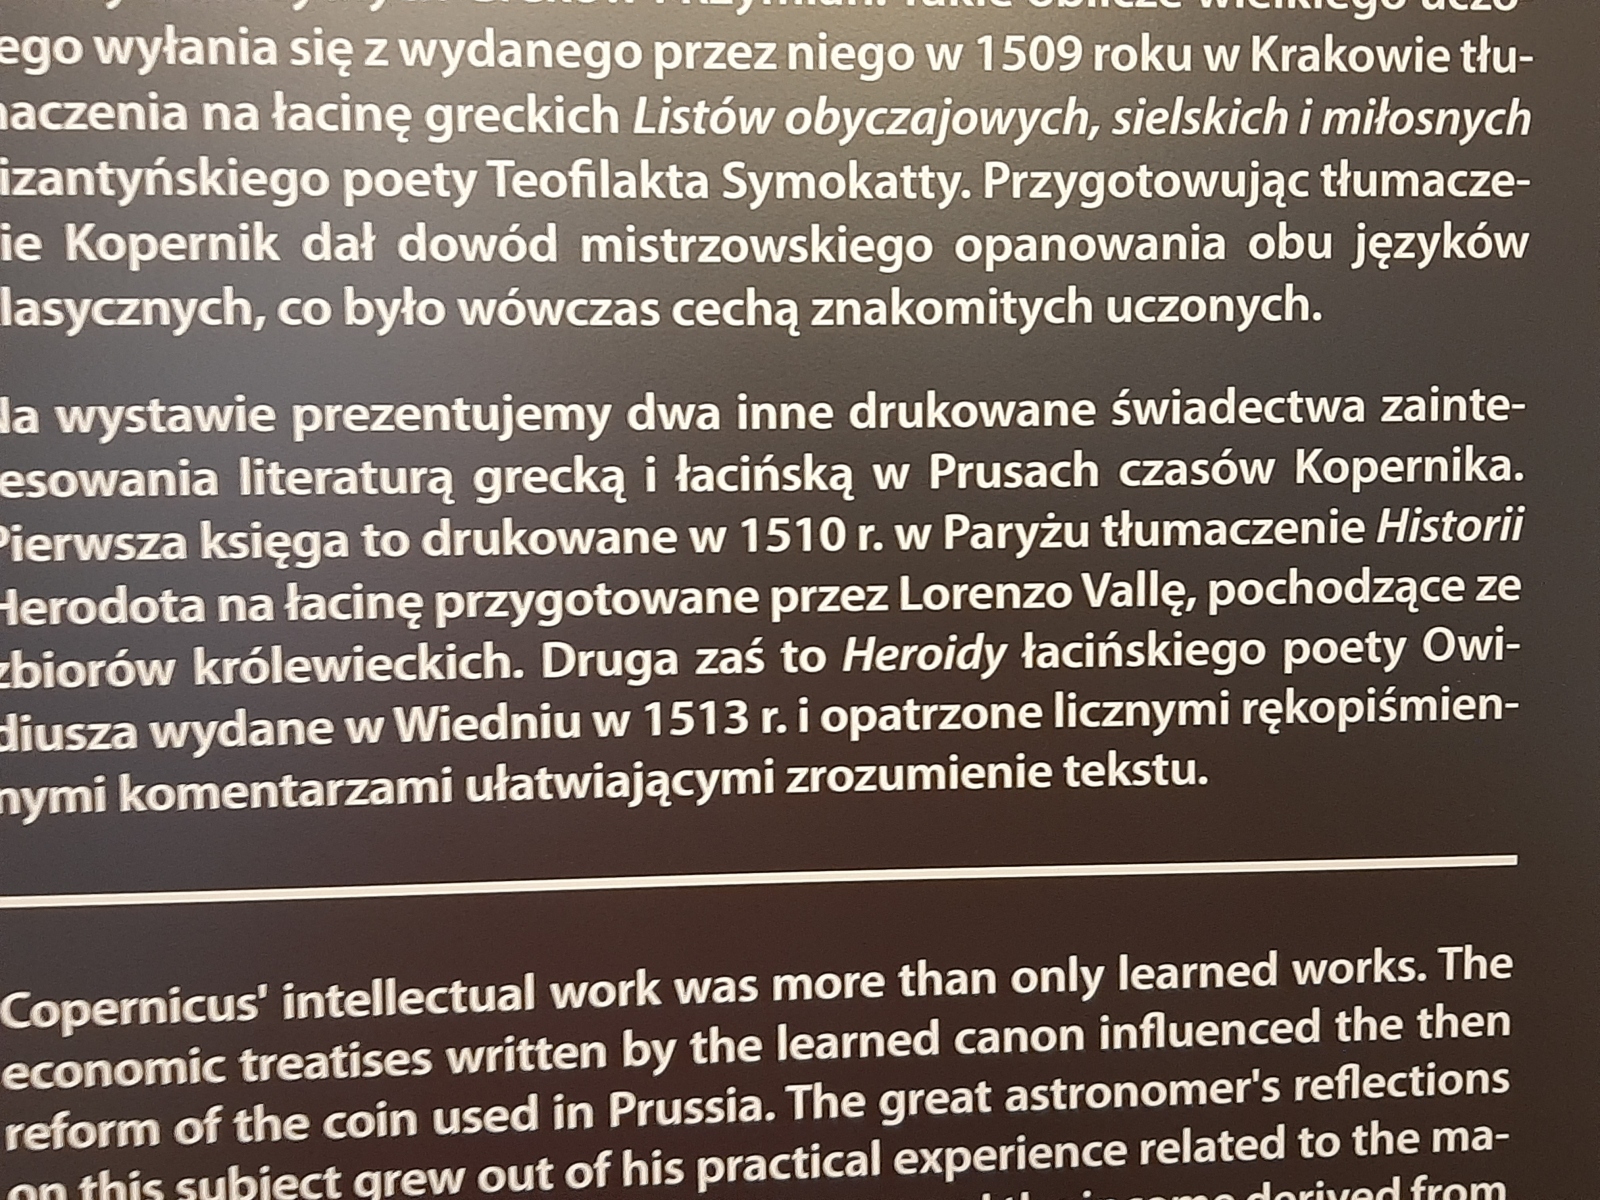 wielkiego uczo-
ego wyłania się z wydanego przez niego w 1509 roku w Krakowie tłu-
naczenia na łacinę greckich Listów obyczajowych, sielskich i miłosnych
izantyńskiego poety Teofilakta Symokatty. Przygotowując tłumacze-
ie Kopernik dał dowód mistrzowskiego opanowania obu języków
lasycznych, co było wówczas cechą znakomitych uczonych.
Na wystawie prezentujemy dwa inne drukowane świadectwa zainte-
esowania literaturą grecką i łacińską w Prusach czasów Kopernika.
Pierwsza księga to drukowane w 1510 r. w Paryżu tłumaczenie Historii
Herodota na łacinę przygotowane przez Lorenzo Vallę, pochodzące ze
zbiorów królewieckich. Druga zaś to Heroidy łacińskiego poety Owi-
diusza wydane w Wiedniu w 1513 r. i opatrzone licznymi rękopiśmien-
nymi komentarzami ułatwiającymi zrozumienie tekstu.
Copernicus' intellectual work was more than only learned works. The
economic treatises written by the learned canon influenced the then
reform of the coin used in Prussia. The great astronomer's reflections
on this subject grew out of his practical experience related to the ma-
derived from